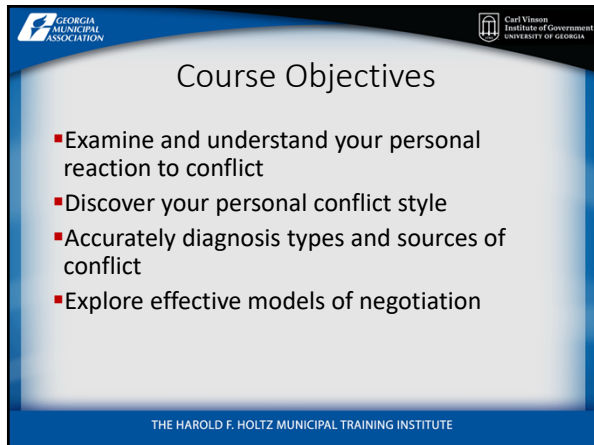 GEORGIA
MUNICIPAL
ASSOCIATION
Carl Vinson
Institute of Government
UNIVERSITY OF GEORGIA
Course Objectives
▪Examine and understand your personal
reaction to conflict
▪Discover your personal conflict style
▪Accurately diagnosis types and sources of
conflict
▪Explore effective models of negotiation
THE HAROLD F. HOLTZ MUNICIPAL TRAINING INSTITUTE